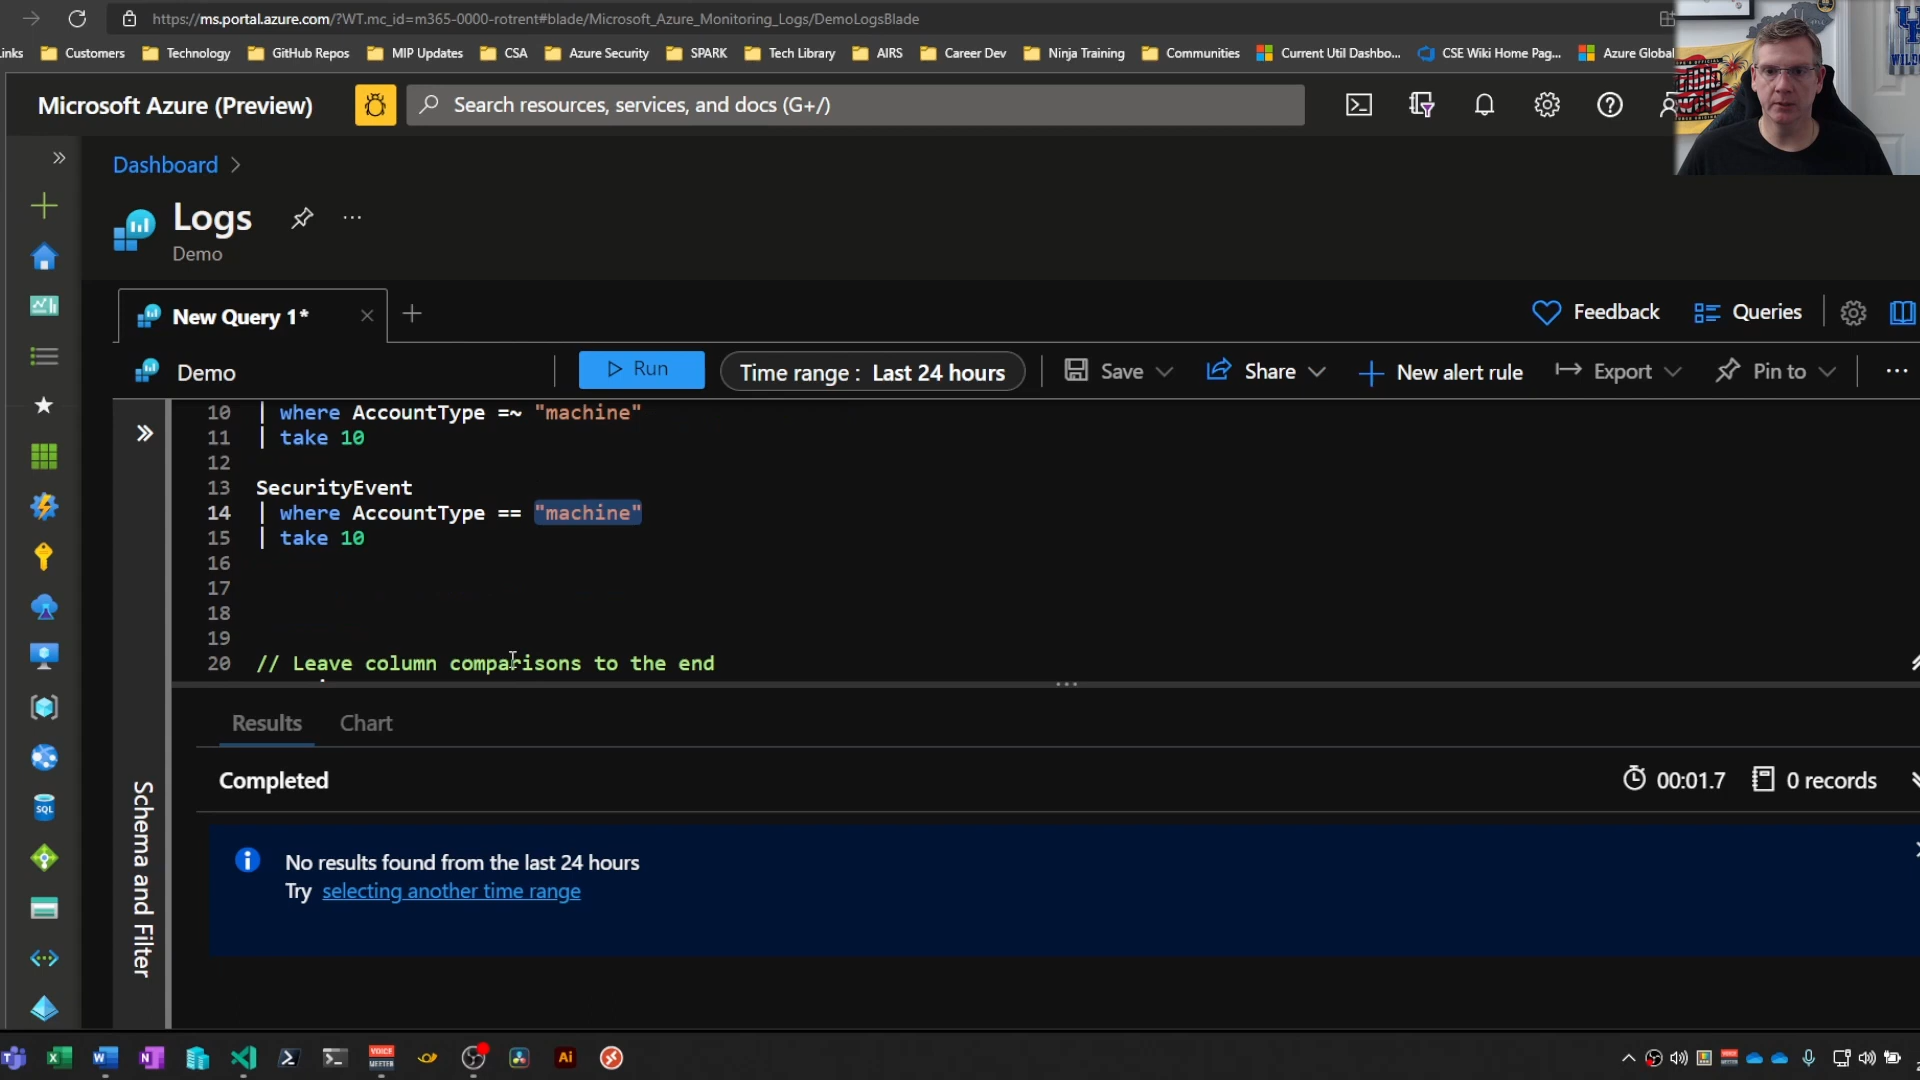 https://ms.portal.azure.com/?WT.mc_id=m365-0000-rotrent#blade/Microsoft_Azure_Monitoring_Logs/DemoLogsBlade
inks Customers Technology GitHub Repos MIP Updates CSA Azure Security SPARK Tech Library AIRS Career Dev Ninja Training Communities Current Util Dashbo... CSE Wiki Home Pag... Azure Global
Microsoft Azure (Preview) Search resources, services, and docs (G+/)
Dashboard >
Logs ...
Demo
New Query 1* Feedback Queries
Demo Run Time range : Last 24 hours Save Share New alert rule Export Pin to ...
10 | where AccountType =~ "machine"
11 | take 10
12
13 SecurityEvent
14 | where AccountType == "machine"
15 | take 10
16
17
18
19
20 // Leave column comparisons to the end
Schema and Filter
Results Chart
Completed 00:01.7 0 records
No results found from the last 24 hours
Try selecting another time range
SQL
VOICE MEETER
Ai